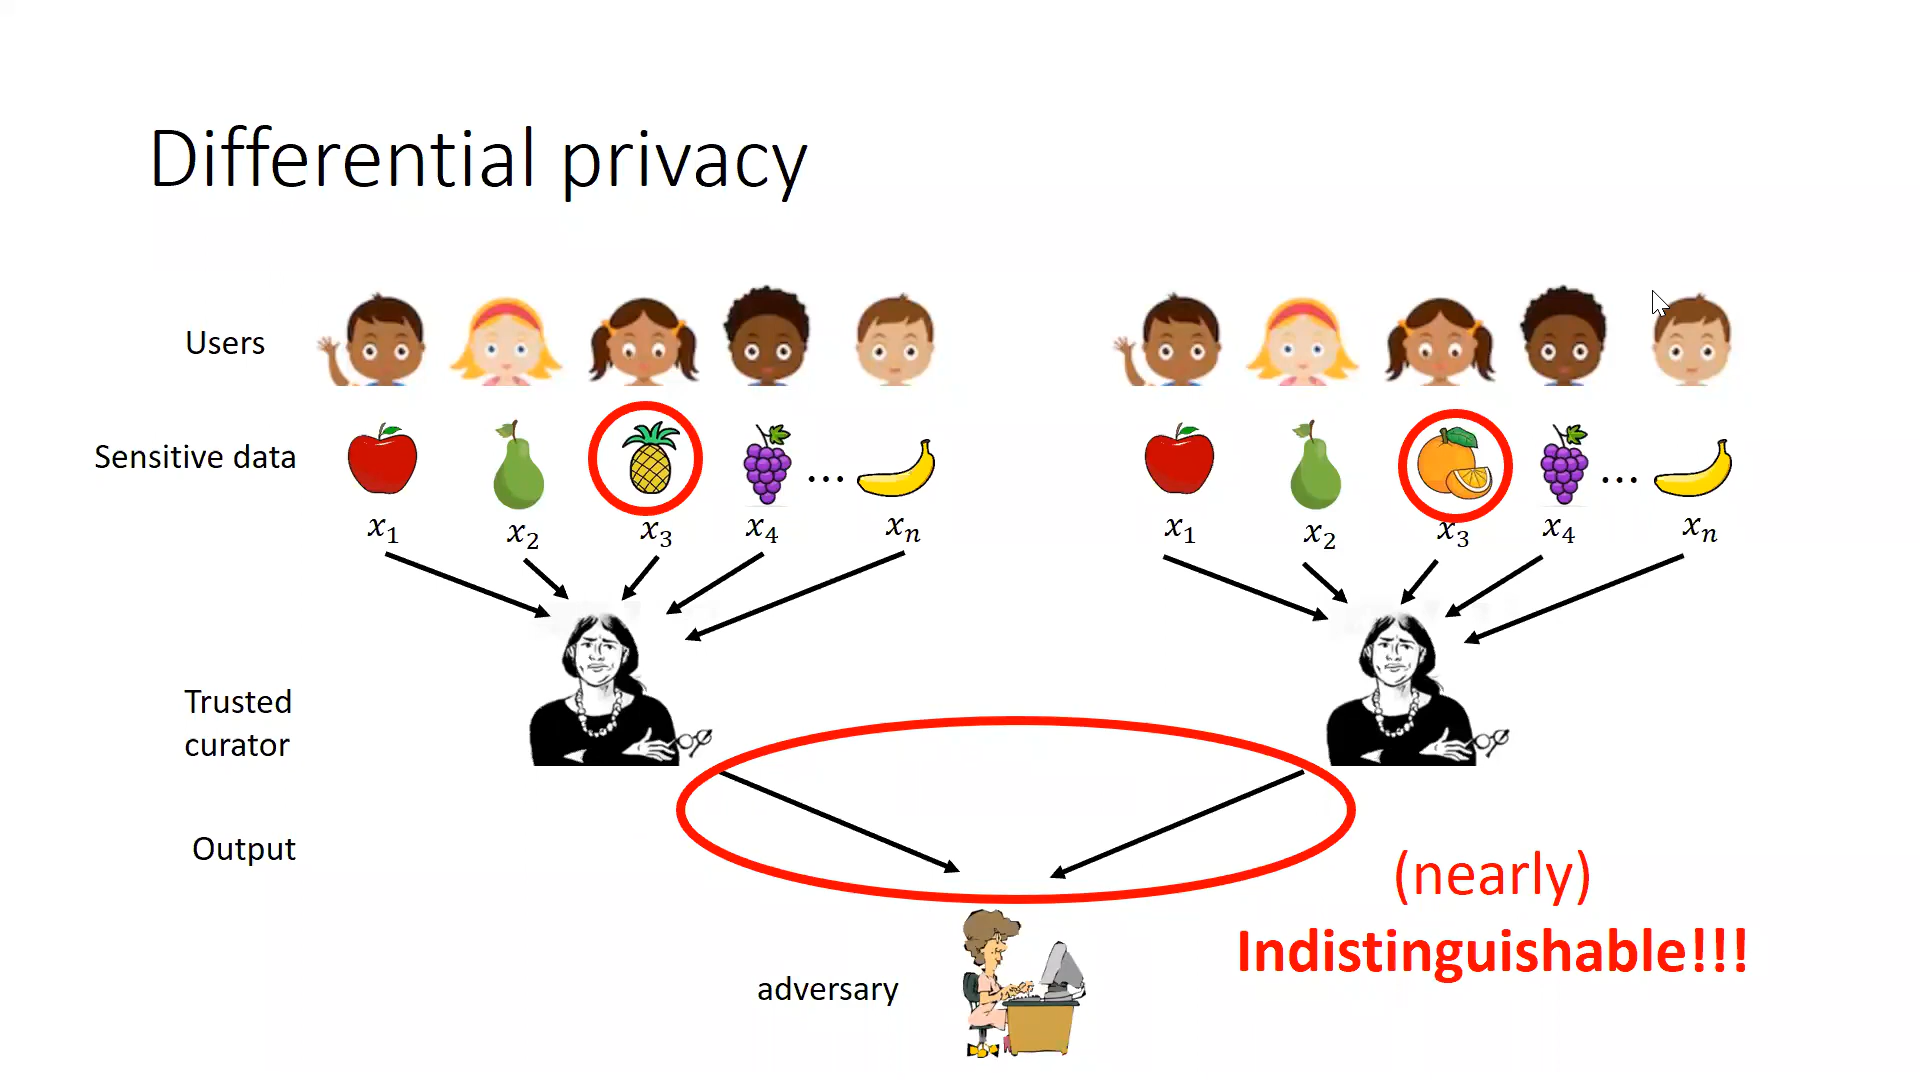 Differential privacy
Users
Sensitive data
...
...
x₁ x₂ x₃ x₄ xₙ
x₁ x₂ x₃ x₄ xₙ
Trusted
curator
Output
(nearly)
Indistinguishable!!!
adversary